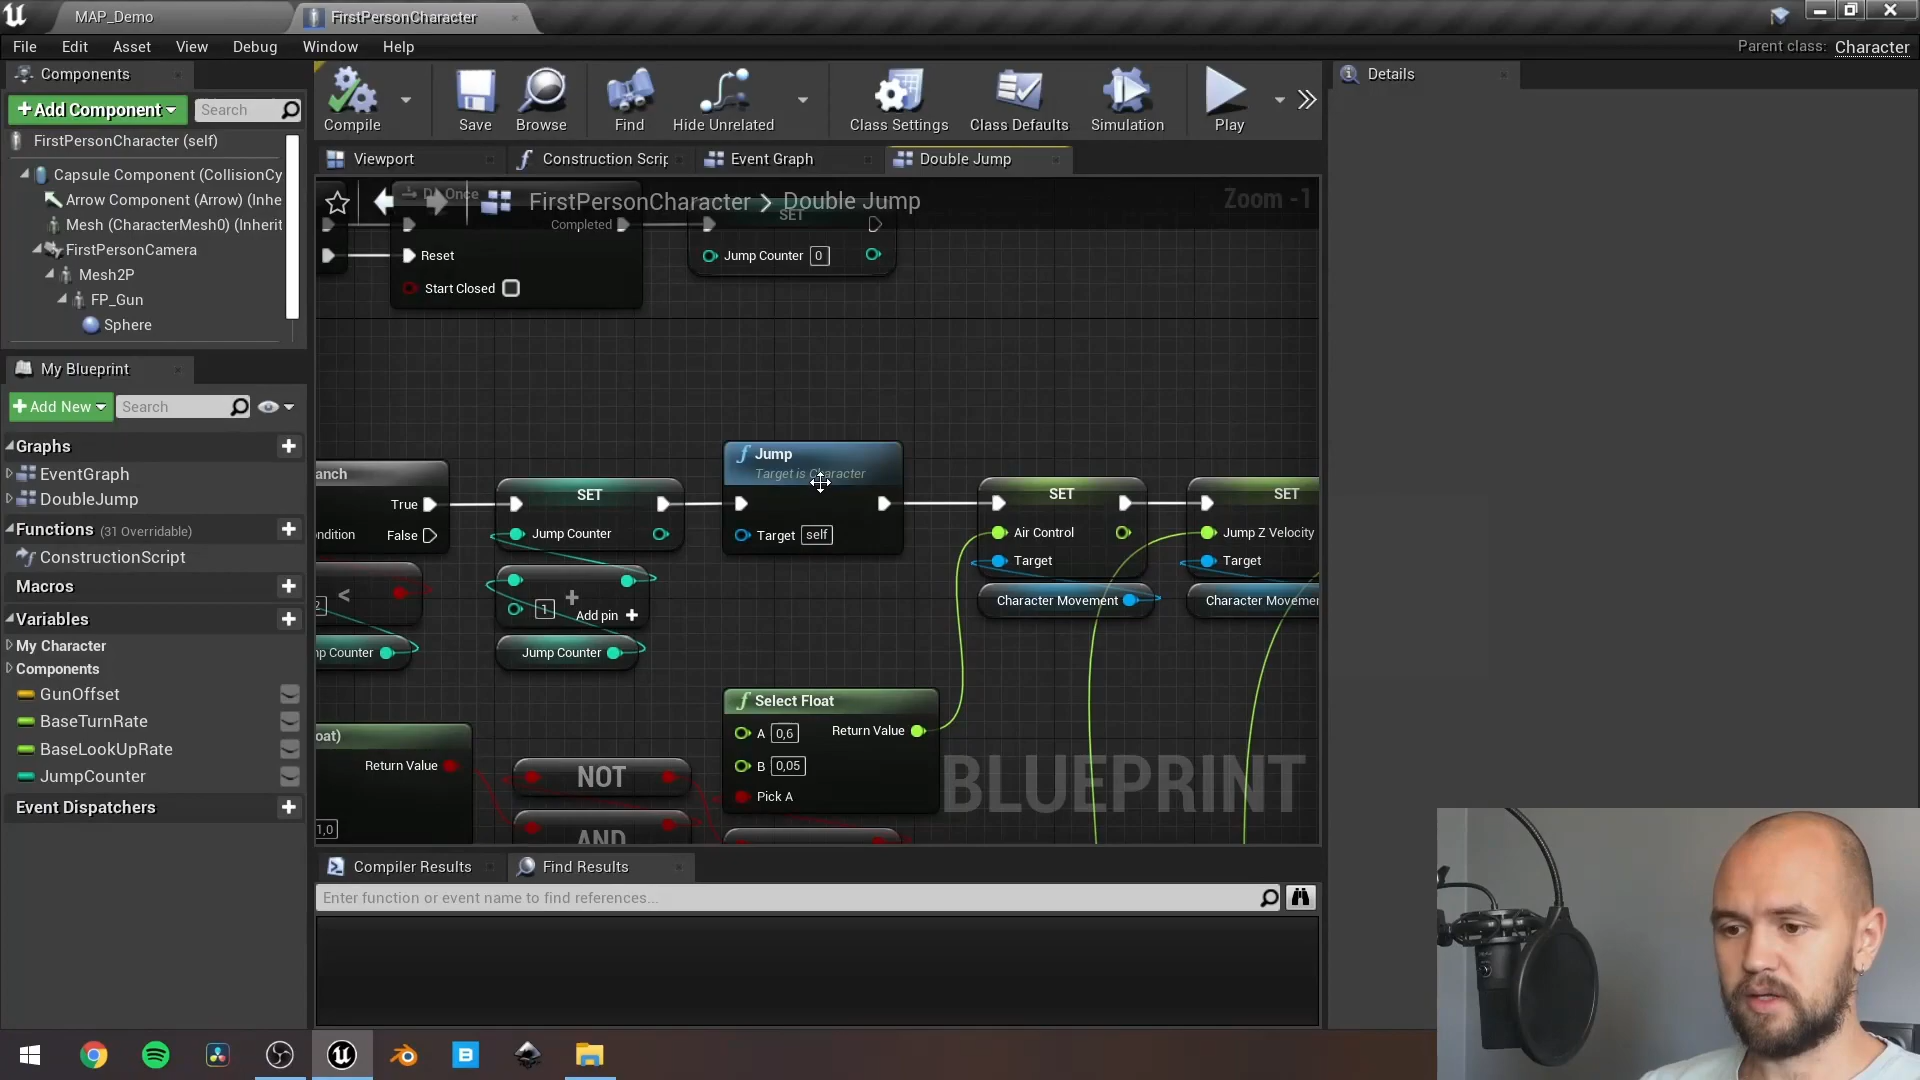 MAP_Demo
FirstPersonCharacter
File Edit Asset View Debug Window Help
Parent class: Character
Components
Add Component
Search
FirstPersonCharacter (self)
Capsule Component (CollisionCy
Arrow Component (Arrow) (Inhe
Mesh (CharacterMesh0) (Inherit
FirstPersonCamera
Mesh2P
FP_Gun
Sphere
My Blueprint
Add New
Search
Graphs
EventGraph
DoubleJump
Functions (31 Overridable)
ConstructionScript
Macros
Variables
My Character
Components
GunOffset
BaseTurnRate
BaseLookUpRate
JumpCounter
Event Dispatchers
Compile
Save
Browse
Find
Hide Unrelated
Class Settings
Class Defaults
Simulation
Play
Details
Viewport
Construction Scrip
Event Graph
Double Jump
FirstPersonCharacter > Double Jump
Zoom -1
Do Once
Completed
Reset
Start Closed
SET
Jump Counter 0
anch
True
ondition
False
<
2
np Counter
SET
Jump Counter
+
1
Add pin +
Jump Counter
Jump
Target is Character
Target self
SET
Air Control
Target
Character Movement
SET
Jump Z Velocity
Target
Character Movemen
Select Float
A 0,6
Return Value
B 0,05
Pick A
oat)
Return Value
1,0
NOT
AND
BLUEPRINT
Compiler Results
Find Results
Enter function or event name to find references...